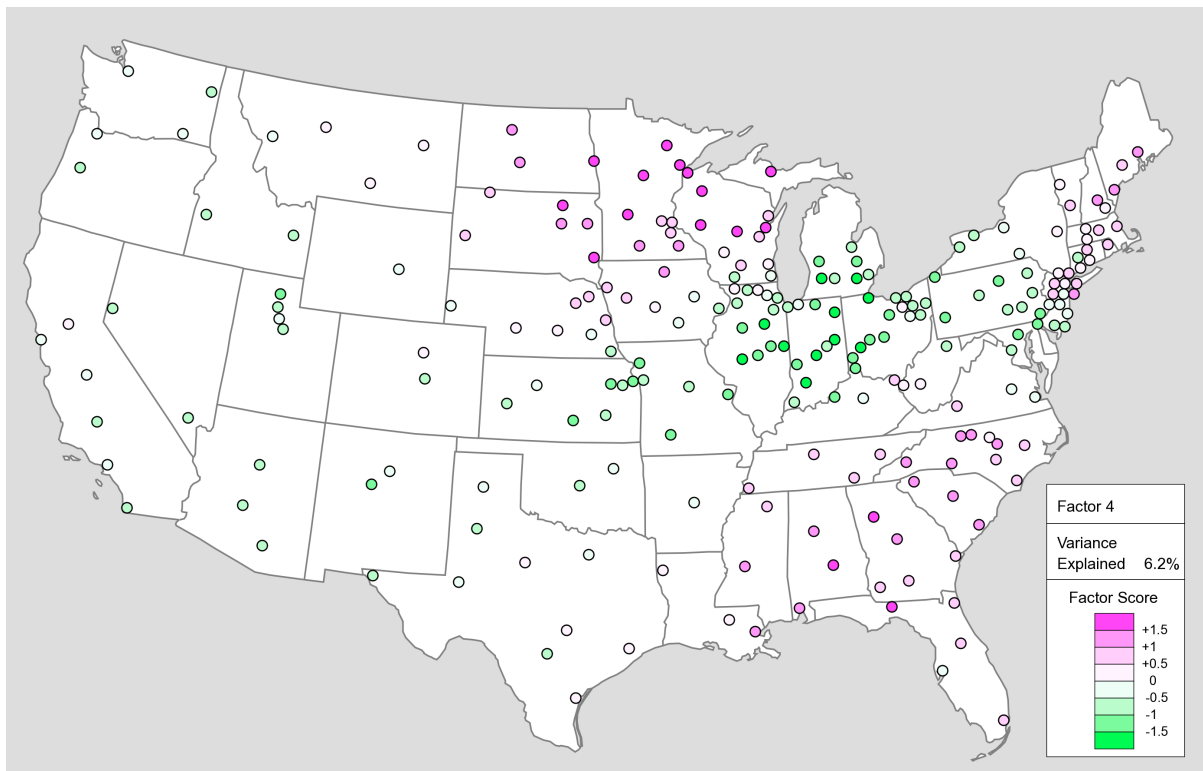 Factor 4
Variance
Explained 6.2%
Factor Score
+1.5
+1
+0.5
0
-0.5
-1
-1.5